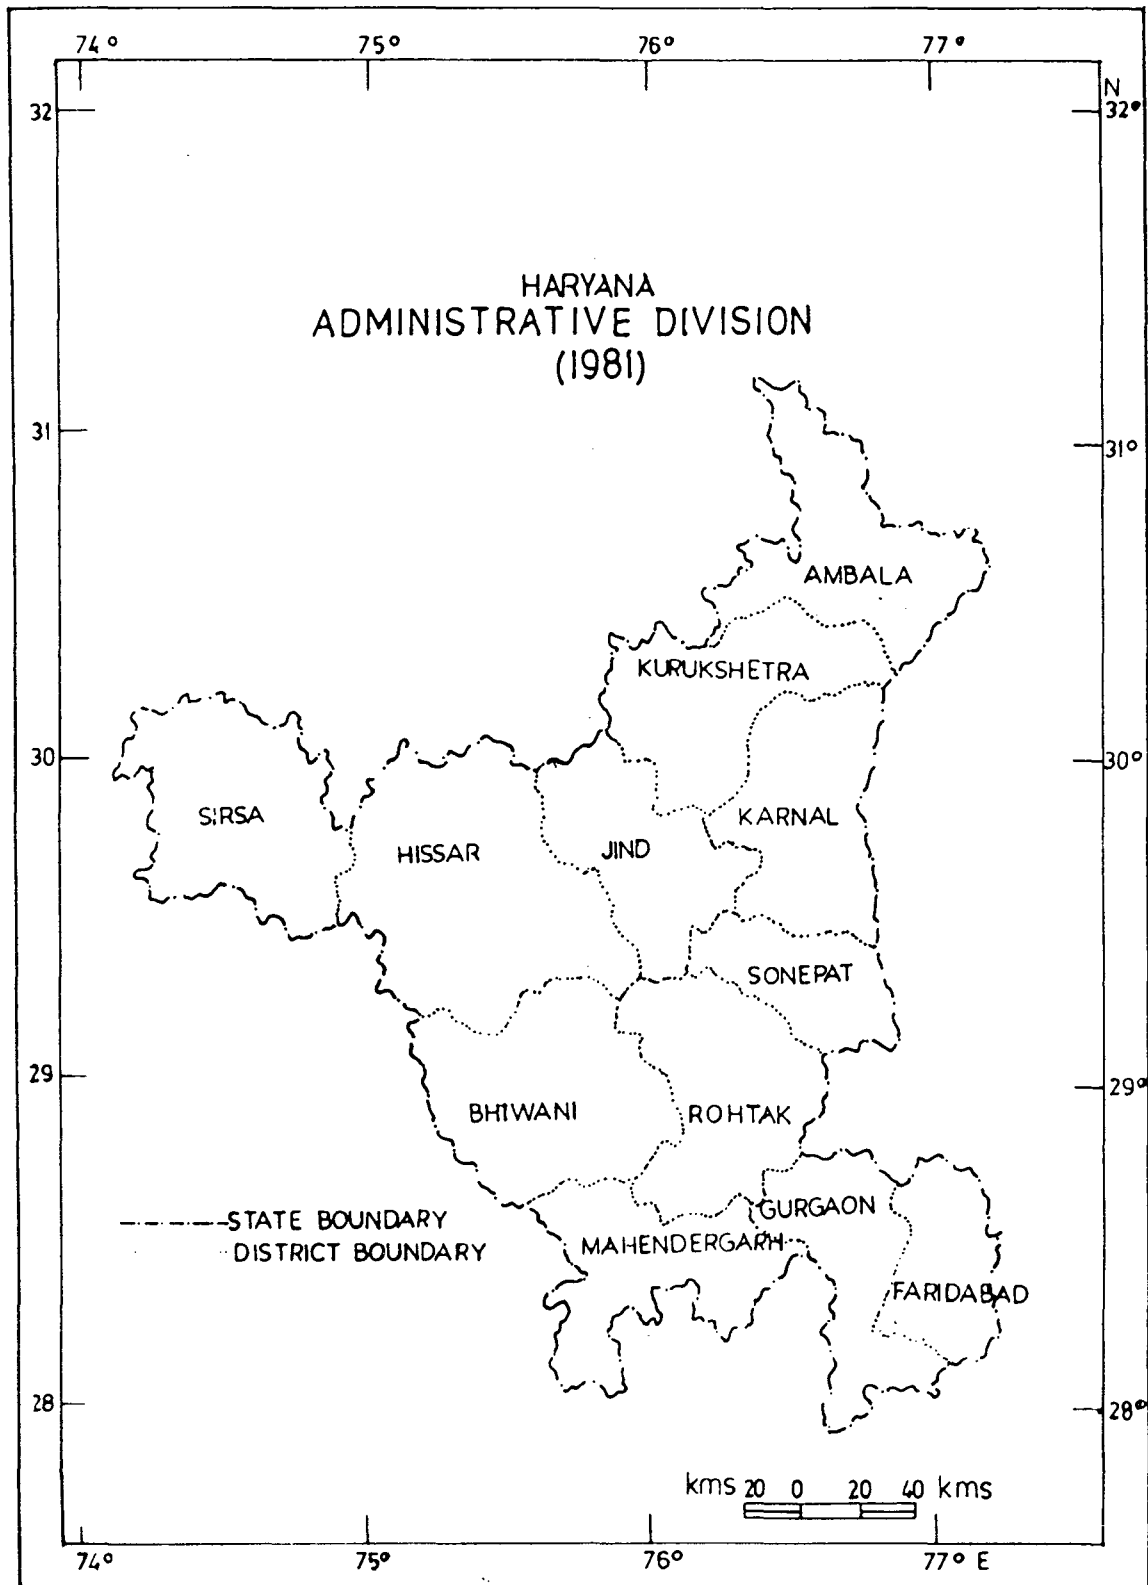 74° 75° 76° 77°
N
32 32°
HARYANA
ADMINISTRATIVE DIVISION
(1981)
31 31°
AMBALA
KURUKSHETRA
30 30°
SIRSA
KARNAL
HISSAR
JIND
SONEPAT
29 29°
BHIWANI
ROHTAK
GURGAON
STATE BOUNDARY
MAHENDERGARH
DISTRICT BOUNDARY
FARIDABAD
28 28°
kms 20 0 20 40 kms
74° 75° 76° 77° E